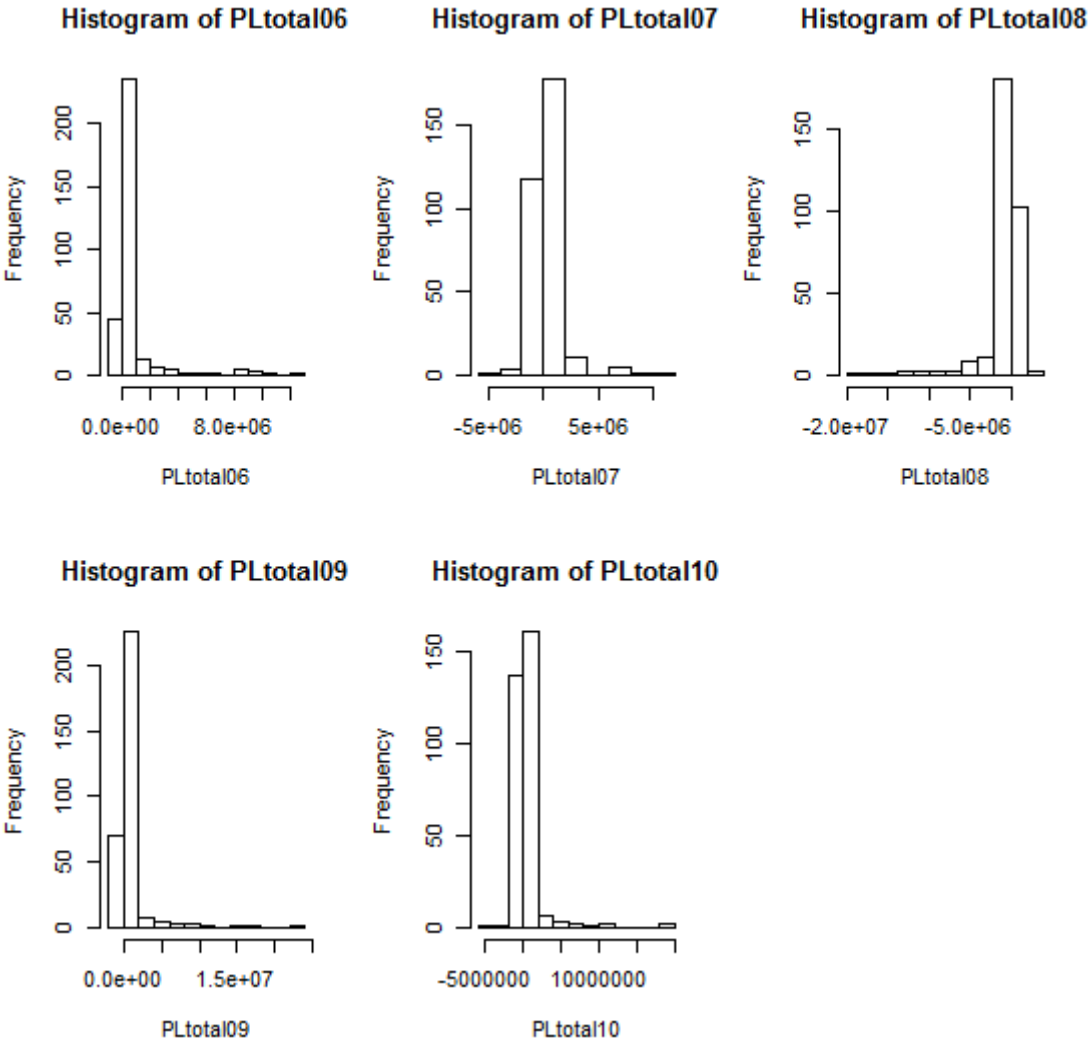 Histogram of PLtotal06
Frequency
0 50 100 150 200
0.0e+00 8.0e+06
PLtotal06
Histogram of PLtotal07
Frequency
0 50 100 150
-5e+06 5e+06
PLtotal07
Histogram of PLtotal08
Frequency
0 50 100 150
-2.0e+07 -5.0e+06
PLtotal08
Histogram of PLtotal09
Frequency
0 50 100 150 200
0.0e+00 1.5e+07
PLtotal09
Histogram of PLtotal10
Frequency
0 50 100 150
-5000000 10000000
PLtotal10